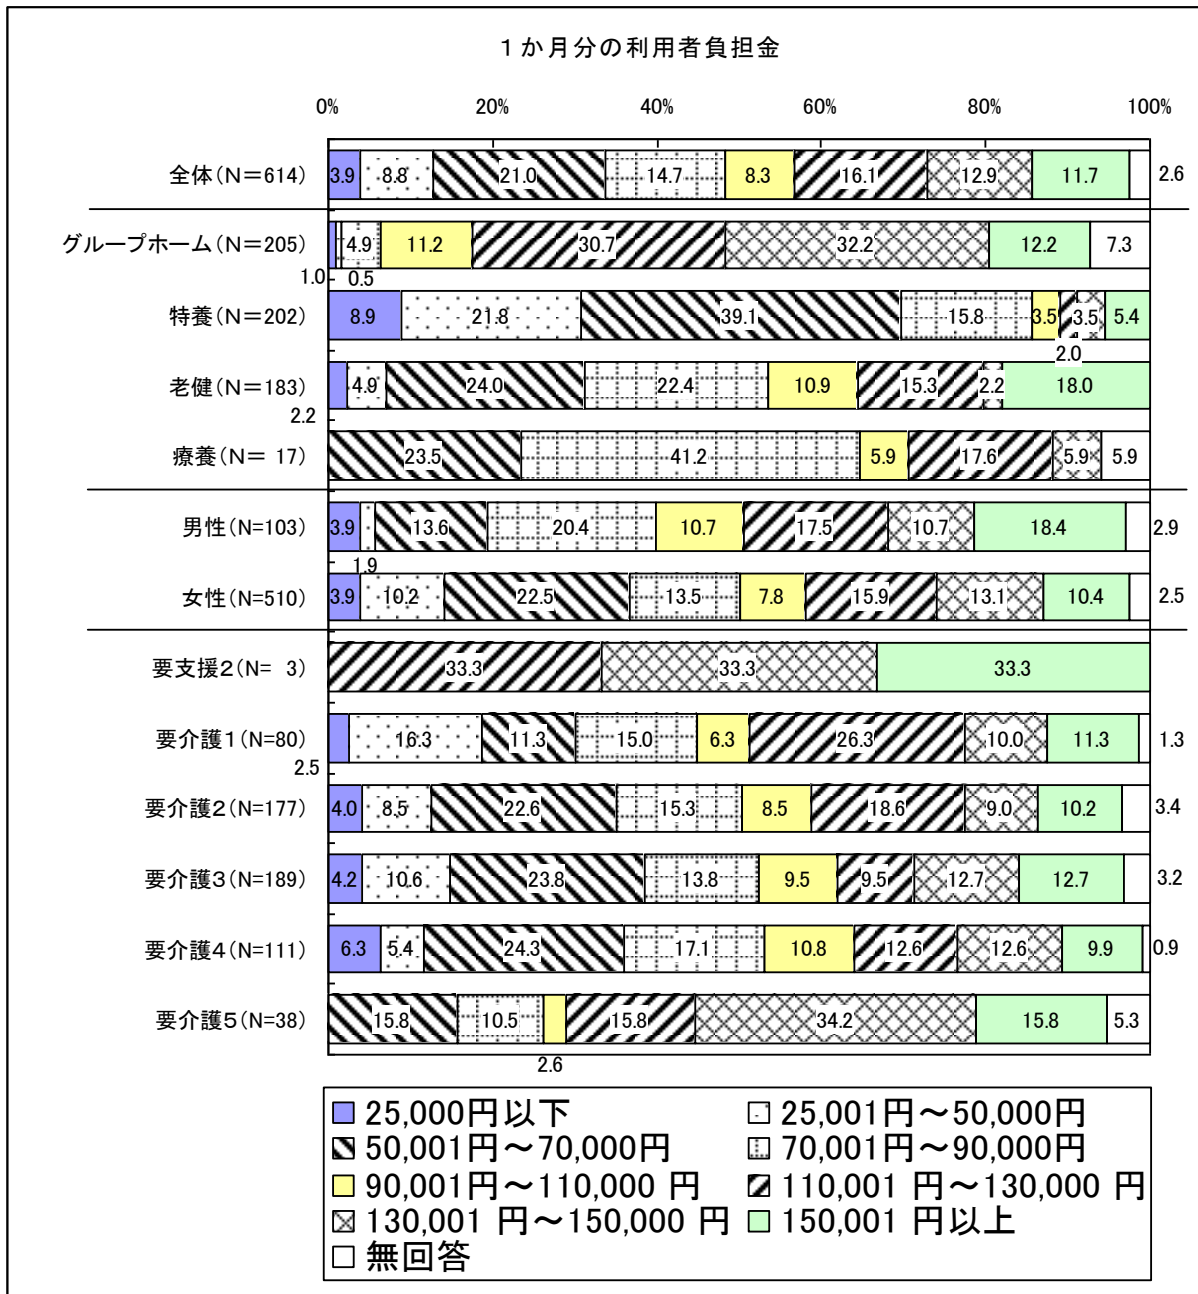 1か月分の利用者負担金
0% 20% 40% 60% 80% 100%
全体(N=614) 3.9 8.8 21.0 14.7 8.3 16.1 12.9 11.7 2.6
グループホーム(N=205) 4.9 11.2 30.7 32.2 12.2 7.3
1.0 0.5
特養(N=202) 8.9 21.8 39.1 15.8 3.5 3.5 5.4
2.0
老健(N=183) 4.9 24.0 22.4 10.9 15.3 2.2 18.0
2.2
療養(N= 17) 23.5 41.2 5.9 17.6 5.9 5.9
男性(N=103) 3.9 13.6 20.4 10.7 17.5 10.7 18.4 2.9
1.9
女性(N=510) 3.9 10.2 22.5 13.5 7.8 15.9 13.1 10.4 2.5
要支援2(N= 3) 33.3 33.3 33.3
要介護1(N=80) 16.3 11.3 15.0 6.3 26.3 10.0 11.3 1.3
2.5
要介護2(N=177) 4.0 8.5 22.6 15.3 8.5 18.6 9.0 10.2 3.4
要介護3(N=189) 4.2 10.6 23.8 13.8 9.5 9.5 12.7 12.7 3.2
要介護4(N=111) 6.3 5.4 24.3 17.1 10.8 12.6 12.6 9.9 0.9
要介護5(N=38) 15.8 10.5 15.8 34.2 15.8 5.3
2.6
25,000円以下 25,001円~50,000円
50,001円~70,000円 70,001円~90,000円
90,001円~110,000 円 110,001 円~130,000 円
130,001 円~150,000 円 150,001 円以上
無回答